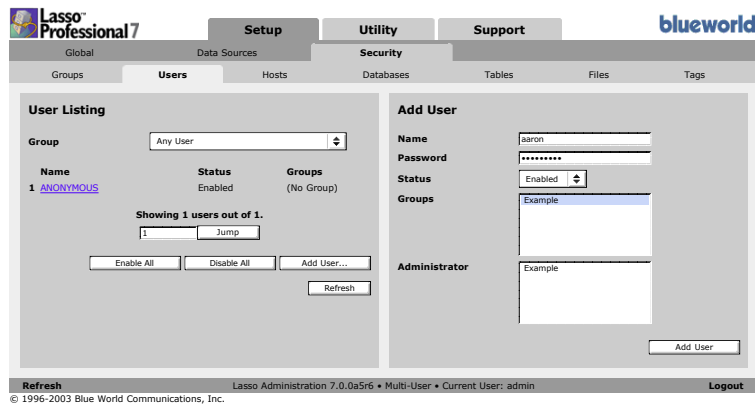 Lasso™
Professional 7
Setup Utility Support
blueworld
Global Data Sources Security
Groups Users Hosts Databases Tables Files Tags
User Listing
Group Any User
Name Status Groups
1 ANONYMOUS Enabled (No Group)
Showing 1 users out of 1.
1 Jump
Enable All Disable All Add User...
Refresh
Add User
Name aaron
Password •••••••••
Status Enabled
Groups Example
Administrator Example
Add User
Refresh Lasso Administration 7.0.0a5r6 • Multi-User • Current User: admin Logout
© 1996-2003 Blue World Communications, Inc.